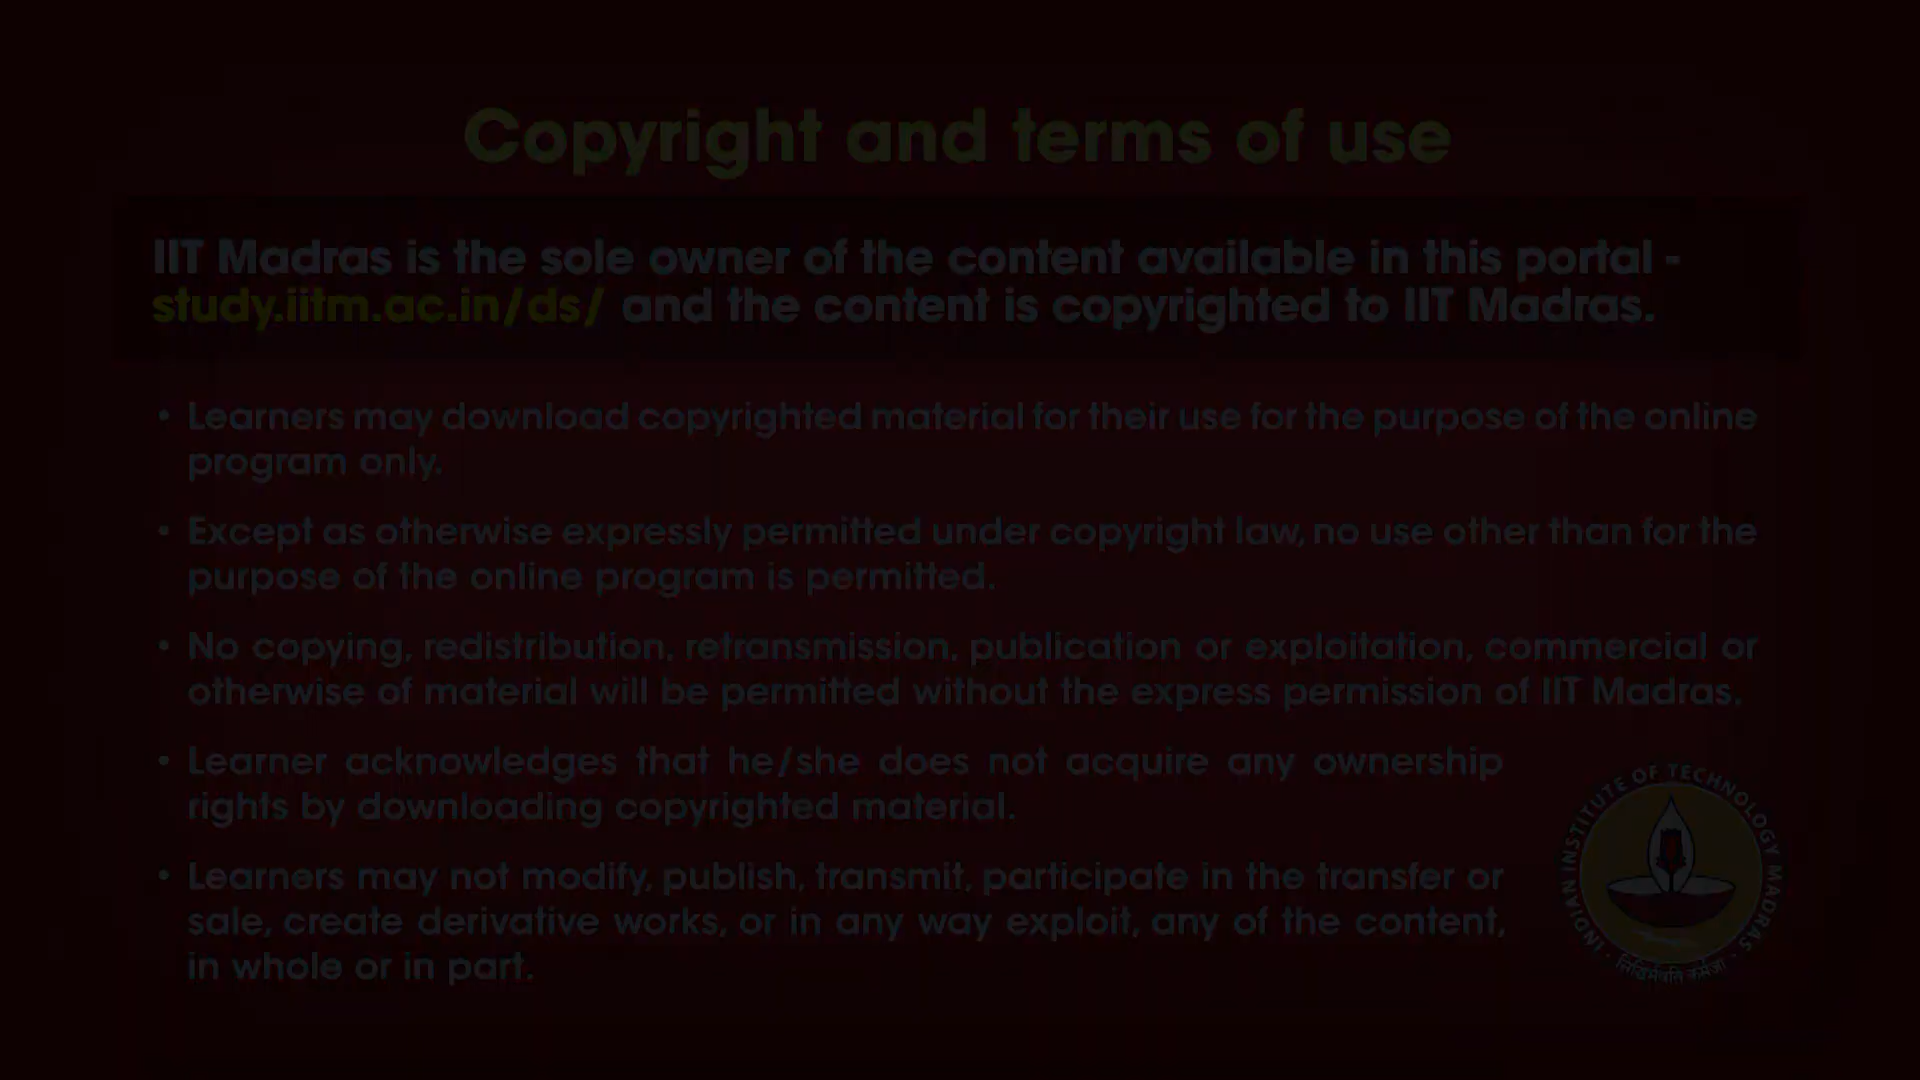 Copyright and terms of use
IIT Madras is the sole owner of the content available in this portal -
study.iitm.ac.in/ds/ and the content is copyrighted to IIT Madras.
• Learners may download copyrighted material for their use for the purpose of the online
program only.
• Except as otherwise expressly permitted under copyright law, no use other than for the
purpose of the online program is permitted.
• No copying, redistribution, retransmission, publication or exploitation, commercial or
otherwise of material will be permitted without the express permission of IIT Madras.
• Learner acknowledges that he/she does not acquire any ownership
rights by downloading copyrighted material.
• Learners may not modify, publish, transmit, participate in the transfer or
sale, create derivative works, or in any way exploit, any of the content,
in whole or in part.
INDIAN INSTITUTE OF TECHNOLOGY MADRAS